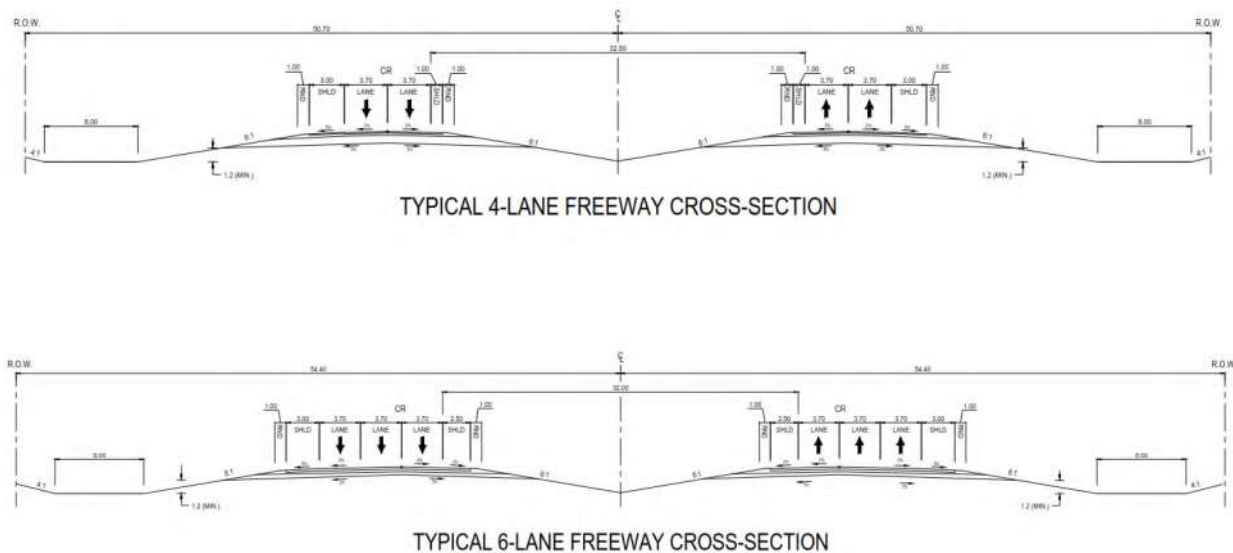 R.O.W. ℄ R.O.W.
50.70 50.70
32.00
1.00 3.00 CR 3.70 3.70 1.00 1.00 1.00 1.00 3.70 CR 3.70 3.00 1.00
RND SHLD LANE LANE SHLD RND RND SHLD LANE LANE SHLD RND
8.00 8.00
4:1 6:1 6:1 6:1 6:1 4:1
1.2 (MIN.) 1.2 (MIN.)
TYPICAL 4-LANE FREEWAY CROSS-SECTION
R.O.W. ℄ R.O.W.
54.40 54.40
32.00
1.00 3.00 3.70 CR 3.70 3.70 2.50 1.00 1.00 2.50 3.70 CR 3.70 3.70 3.00 1.00
RND SHLD LANE LANE LANE SHLD RND RND SHLD LANE LANE LANE SHLD RND
8.00 8.00
4:1 6:1 6:1 6:1 6:1 4:1
1.2 (MIN.) 1.2 (MIN.)
TYPICAL 6-LANE FREEWAY CROSS-SECTION